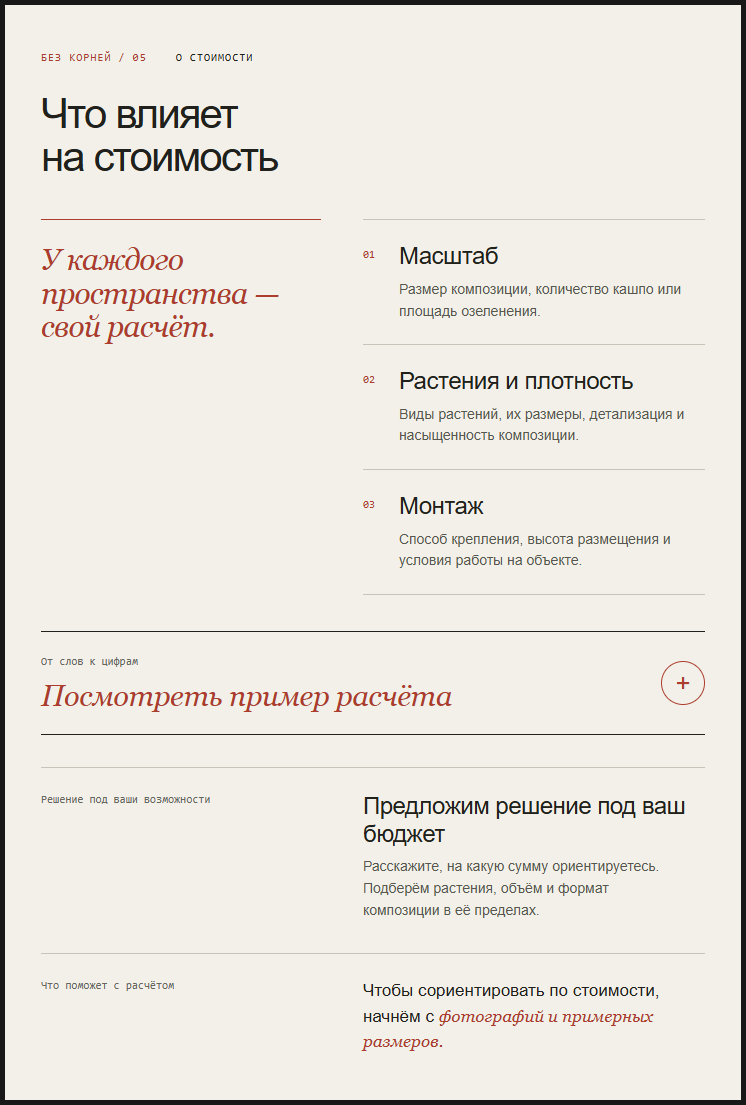 БЕЗ КОРНЕЙ / 05 О СТОИМОСТИ
Что влияет
на стоимость
У каждого
пространства —
свой расчёт.
01 Масштаб
Размер композиции, количество кашпо или
площадь озеленения.
02 Растения и плотность
Виды растений, их размеры, детализация и
насыщенность композиции.
03 Монтаж
Способ крепления, высота размещения и
условия работы на объекте.
От слов к цифрам
Посмотреть пример расчёта
+
Решение под ваши возможности
Предложим решение под ваш
бюджет
Расскажите, на какую сумму ориентируетесь.
Подберём растения, объём и формат
композиции в её пределах.
Что поможет с расчётом
Чтобы сориентировать по стоимости,
начнём с фотографий и примерных
размеров.